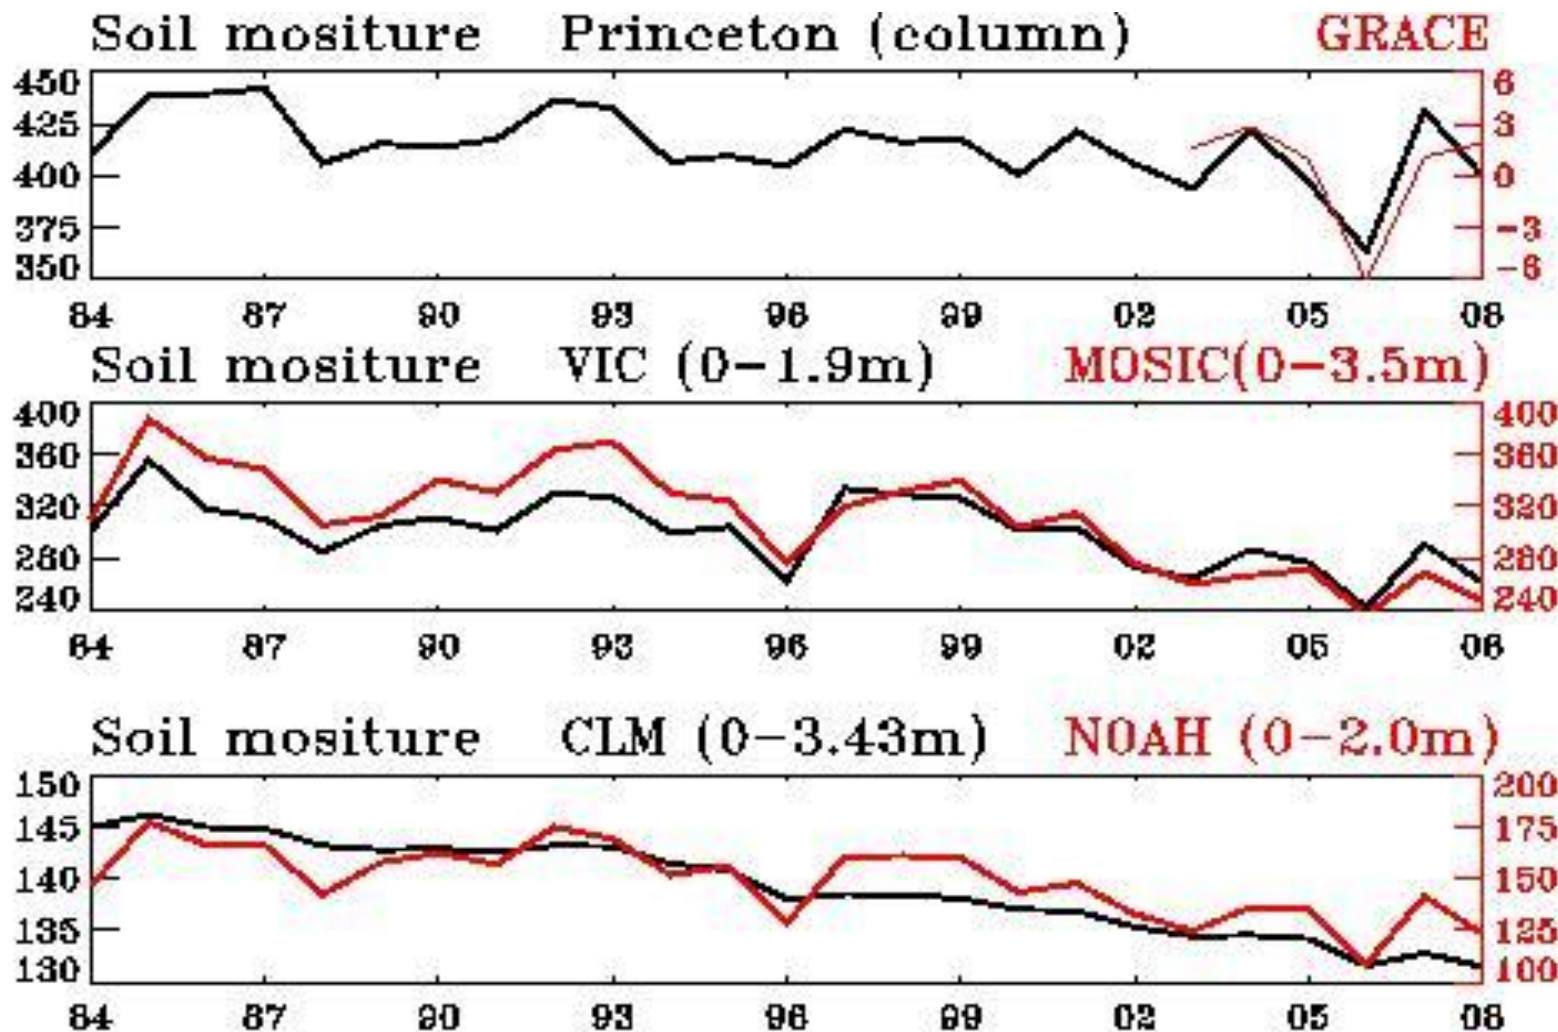 Soil mositure Princeton (column) GRACE
450 6
425 3
400 0
375 -3
350 -6
84 87 90 93 96 99 02 05 08
Soil mositure VIC (0-1.9m) MOSIC(0-3.5m)
400 400
360 360
320 320
280 280
240 240
84 87 90 93 96 99 02 05 08
Soil mositure CLM (0-3.43m) NOAH (0-2.0m)
150 200
145 175
140 150
135 125
130 100
84 87 90 93 96 99 02 05 08